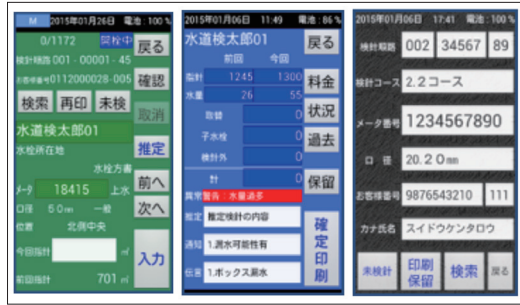 M 2015年01月26日 電池:100%
0/1172 開栓中 戻る
検針順路 001 - 00001 - 45
お客様番号 0112000028-005 確認
検索 再印 未検 取消
水道検太郎01
水栓所在地 推定
水栓方書
メータ 18415 上水 前へ
口径 50mm 一般 次へ
位置 北側中央
今回指針 ㎥ 入力
前回指針 701 ㎥
2015年01月06日 11:49 電池:86%
水道検太郎01 戻る
前回 今回
指針 1245 1300 料金
水量 26 55
取替 0 状況
子水栓 0 過去
検針外 0
計 0 保留
異常 警告:水量過多
推定 推定検針の内容 確定印刷
通知 1.漏水可能性有
伝言 1.ボックス漏水
2015年01月06日 17:41 電池:100%
検針順路 002 34567 89
検針コース 2.2コース
メータ番号 1234567890
口径 20.20mm
お客様番号 9876543210 111
カナ氏名 スイドウケンタロウ
未検針 印刷保留 検索 戻る